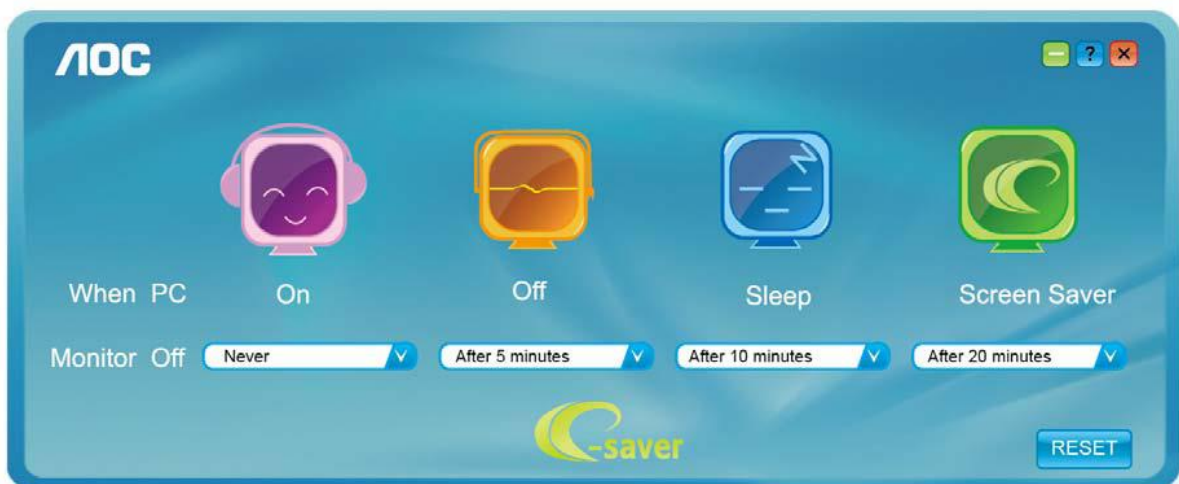 AOC
?
When PC On Off Sleep Screen Saver
Monitor Off Never After 5 minutes After 10 minutes After 20 minutes
e-saver
RESET